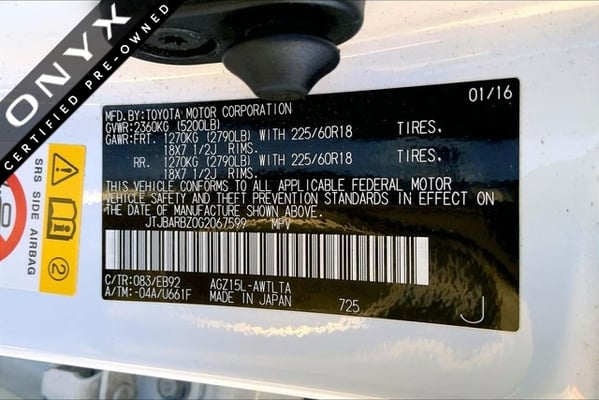 ONYX
CERTIFIED PRE-OWNED
01/16
MFD.BY:TOYOTA MOTOR CORPORATION
GVWR:2360KG (5200LB)
GAWR:FRT. 1270KG (2790LB) WITH 225/60R18 TIRES,
18X7 1/2J RIMS.
RR. 1270KG (2790LB) WITH 225/60R18 TIRES,
18X7 1/2J RIMS.
THIS VEHICLE CONFORMS TO ALL APPLICABLE FEDERAL MOTOR
VEHICLE SAFETY AND THEFT PREVENTION STANDARDS IN EFFECT ON
THE DATE OF MANUFACTURE SHOWN ABOVE.
JTJBARBZ0G2067599 MPV
C/TR:083/EB92 AGZ15L-AWTLTA
A/TM:-04A/U661F MADE IN JAPAN 725
J
SRS SIDE AIRBAG
2